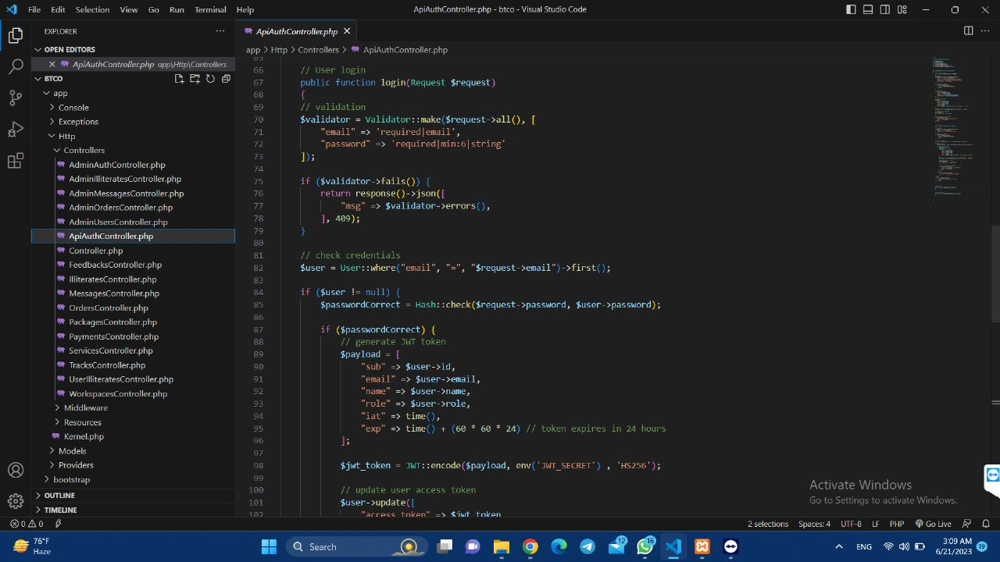 File Edit Selection View Go Run Terminal Help
ApiAuthController.php - btco - Visual Studio Code
EXPLORER
OPEN EDITORS
ApiAuthController.php app\Http\Controllers
BTCO
app
Console
Exceptions
Http
Controllers
AdminAuthController.php
AdminIlliteratesController.php
AdminMessagesController.php
AdminOrdersController.php
AdminUsersController.php
ApiAuthController.php
Controller.php
FeedbacksController.php
IlliteratesController.php
MessagesController.php
OrdersController.php
PackagesController.php
PaymentsController.php
ServicesController.php
TracksController.php
UserIlliteratesController.php
WorkspacesController.php
Middleware
Resources
Kernel.php
Models
Providers
bootstrap
OUTLINE
TIMELINE
ApiAuthController.php
app > Http > Controllers > ApiAuthController.php
65
66 // User login
67 public function login(Request $request)
68 {
69 // validation
70 $validator = Validator::make($request->all(), [
71 "email" => 'required|email',
72 "password" => 'required|min:6|string'
73 ]);
74
75 if ($validator->fails()) {
76 return response()->json([
77 "msg" => $validator->errors(),
78 ], 409);
79 }
80
81 // check credentials
82 $user = User::where("email", "=", "$request->email")->first();
83
84 if ($user != null) {
85 $passwordCorrect = Hash::check($request->password, $user->password);
86
87 if ($passwordCorrect) {
88 // generate JWT token
89 $payload = [
90 "sub" => $user->id,
91 "email" => $user->email,
92 "name" => $user->name,
93 "role" => $user->role,
94 "iat" => time(),
95 "exp" => time() + (60 * 60 * 24) // token expires in 24 hours
96 ];
97
98 $jwt_token = JWT::encode($payload, env('JWT_SECRET') , 'HS256');
99
100 // update user access token
101 $user->update([
102 "access_token" => $jwt_token
Activate Windows
Go to Settings to activate Windows.
0 0
2 selections Spaces: 4 UTF-8 LF PHP Go Live
76°F
Haze
Search
12
16
ENG
3:09 AM
6/21/2023
19